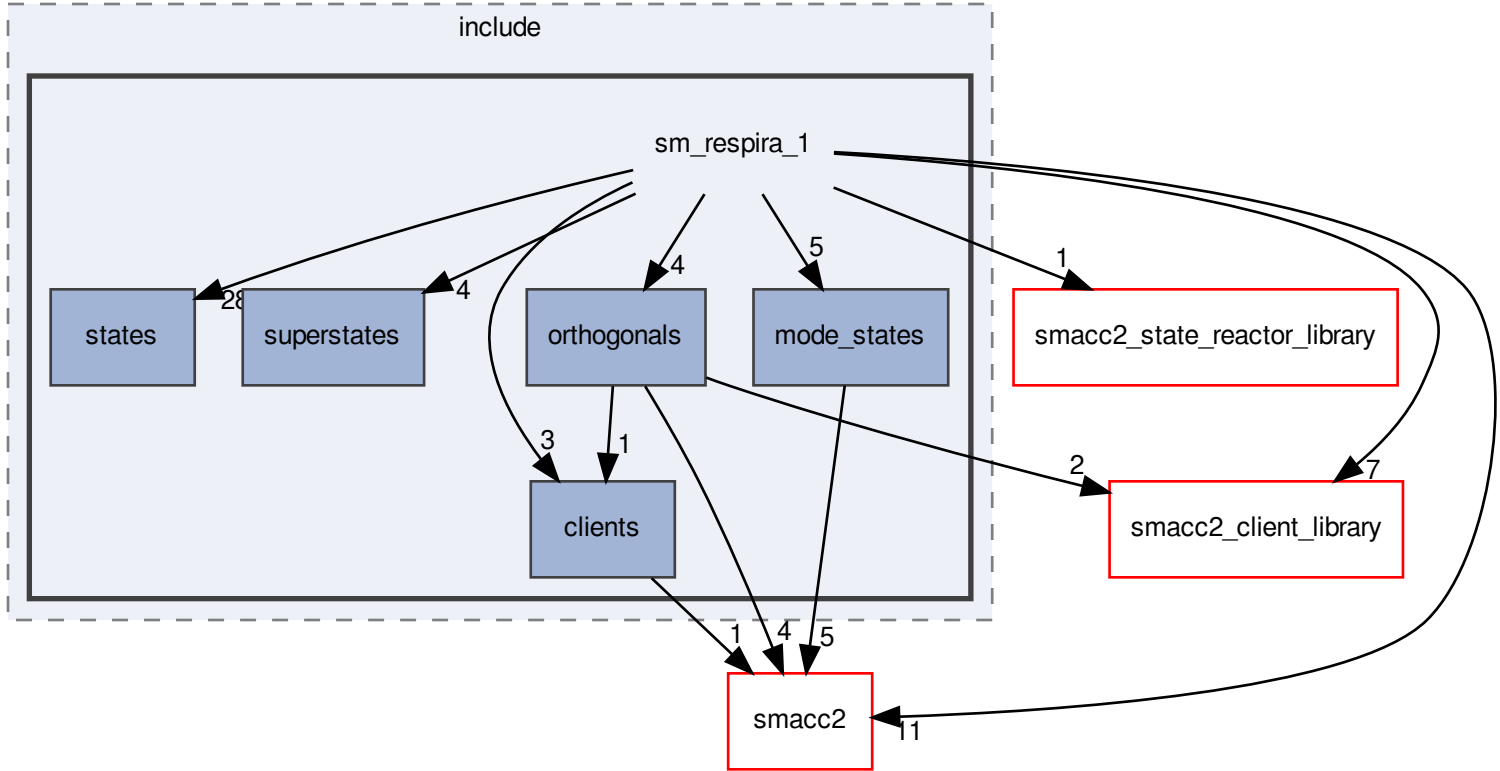 include
sm_respira_1
1
5
4
28
4
states
superstates
orthogonals
mode_states
smacc2_state_reactor_library
3
1
2
7
clients
smacc2_client_library
1
4
5
smacc2
11